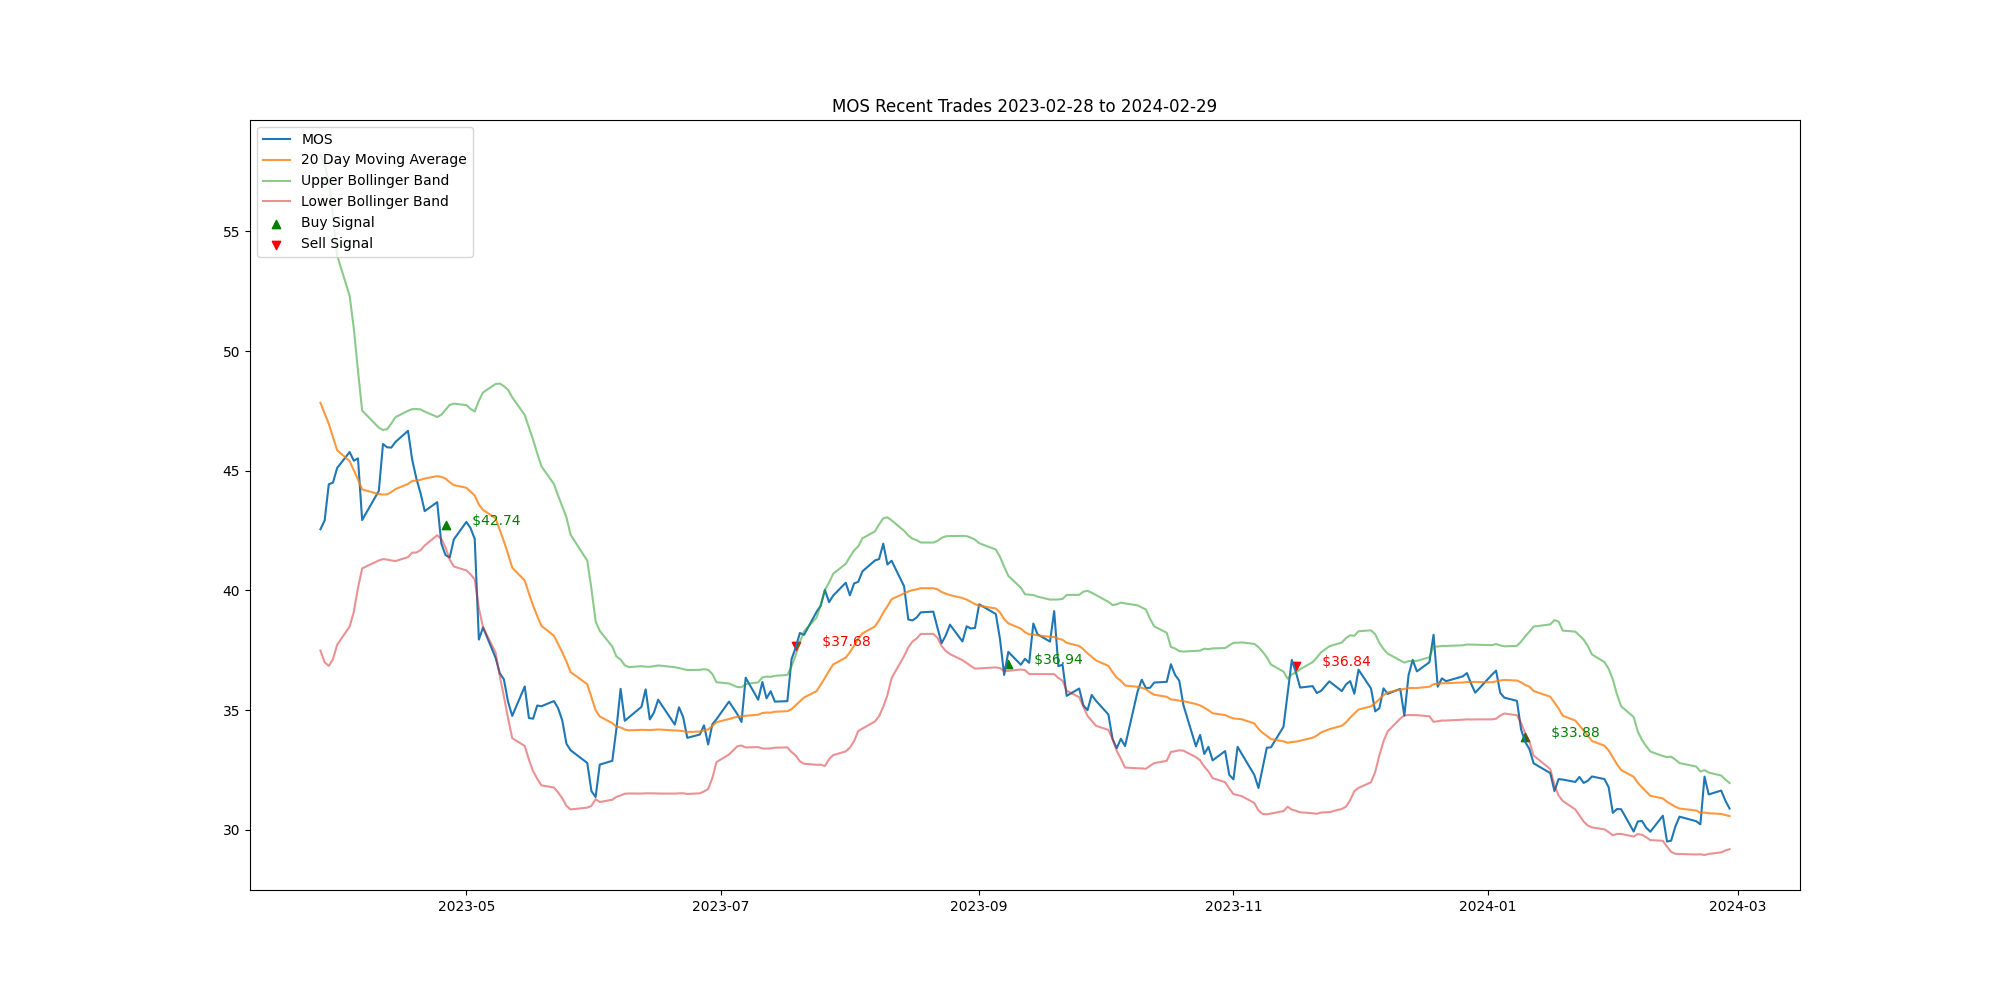 MOS Recent Trades 2023-02-28 to 2024-02-29
MOS
20 Day Moving Average
Upper Bollinger Band
Lower Bollinger Band
Buy Signal
Sell Signal
55
50
45
40
35
30
$42.74
$37.68
$36.94
$36.84
$33.88
2023-05
2023-07
2023-09
2023-11
2024-01
2024-03